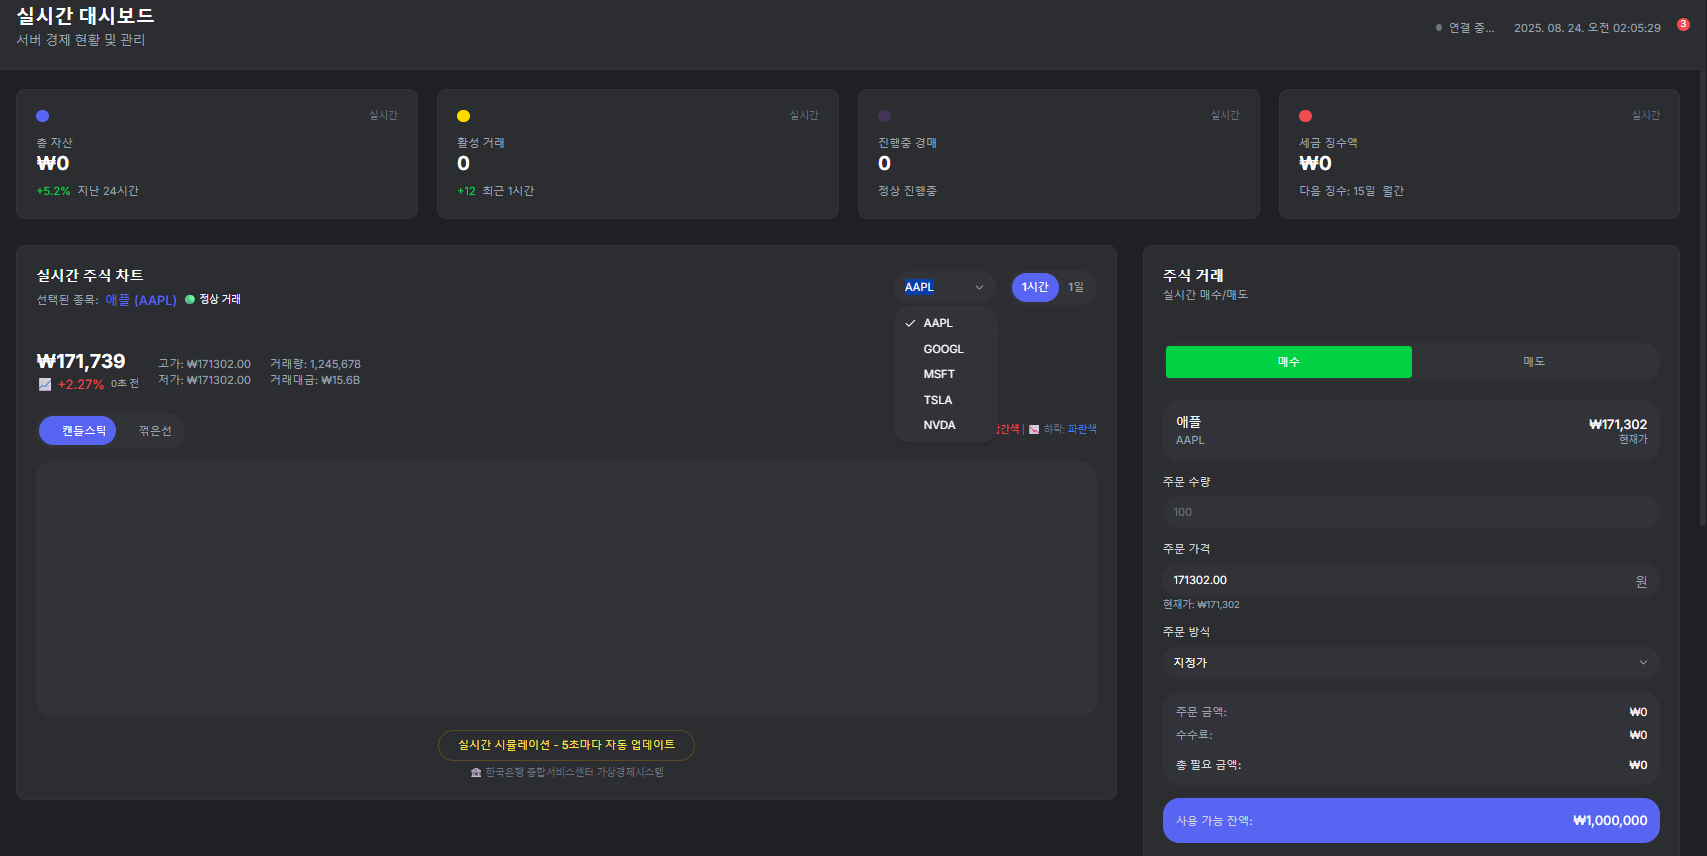 실시간 대시보드
서버 경제 현황 및 관리
연결 중...
2025. 08. 24. 오전 02:05:29
3
실시간
총 자산
₩0
+5.2% 지난 24시간
실시간
활성 거래
0
+12 최근 1시간
실시간
진행중 경매
0
정상 진행중
실시간
세금 징수액
₩0
다음 징수: 15일 월간
실시간 주식 차트
선택된 종목: 애플 (AAPL) 정상 거래
AAPL
1시간
1일
AAPL
GOOGL
MSFT
TSLA
NVDA
₩171,739
+2.27% 0초 전
고가: ₩171302.00 거래량: 1,245,678
저가: ₩171302.00 거래대금: ₩15.6B
캔들스틱
꺾은선
| 하락: 파란색
실시간 시뮬레이션 - 5초마다 자동 업데이트
한국은행 종합서비스센터 가상경제시스템
주식 거래
실시간 매수/매도
매수
매도
애플
AAPL
₩171,302
현재가
주문 수량
100
주문 가격
171302.00
원
현재가: ₩171,302
주문 방식
지정가
주문 금액: ₩0
수수료: ₩0
총 필요 금액: ₩0
사용 가능 잔액: ₩1,000,000